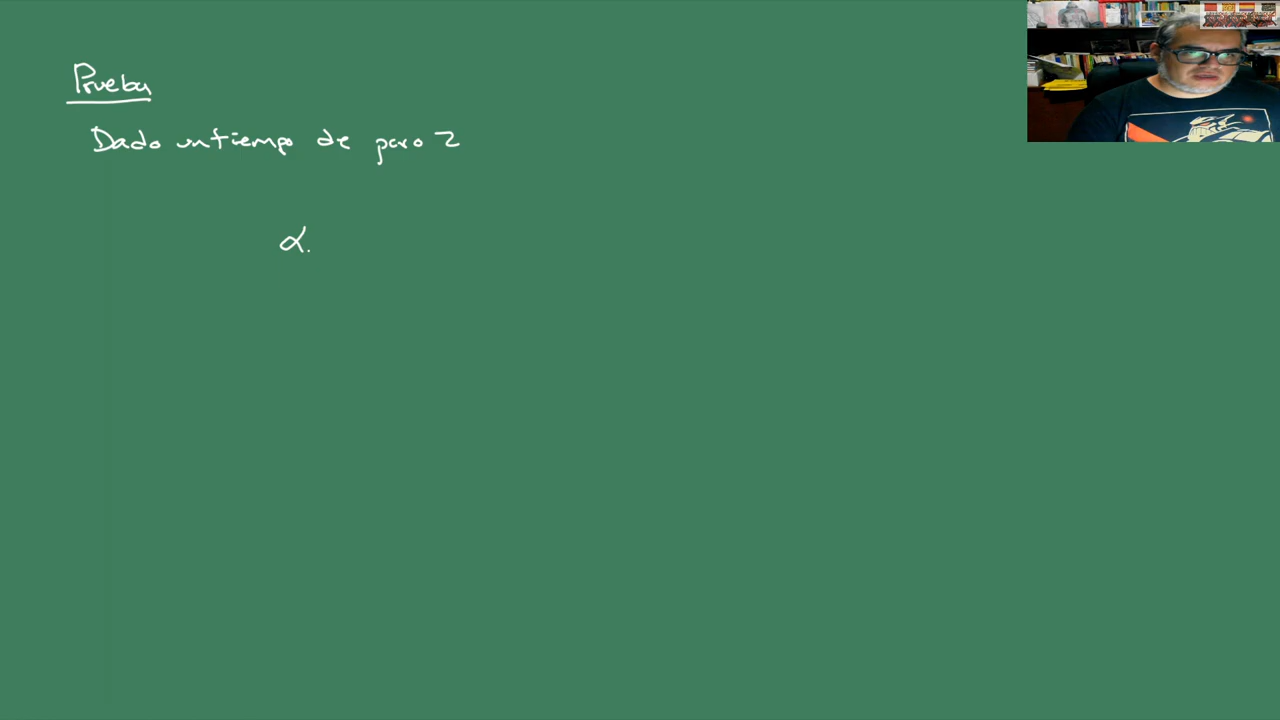 Prueba
Dado un tiempo de paro τ
α.